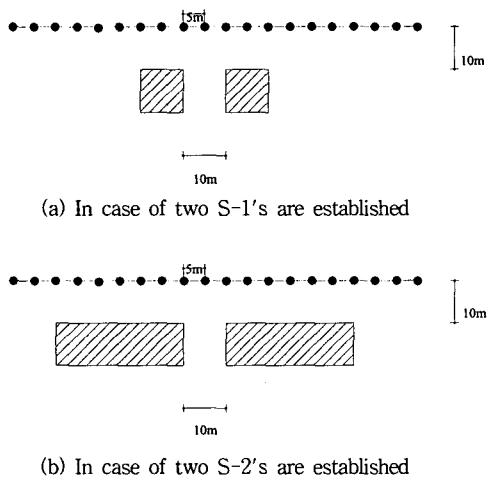 5m
10m
10m
(a) In case of two S-1's are established
5m
10m
10m
(b) In case of two S-2's are established